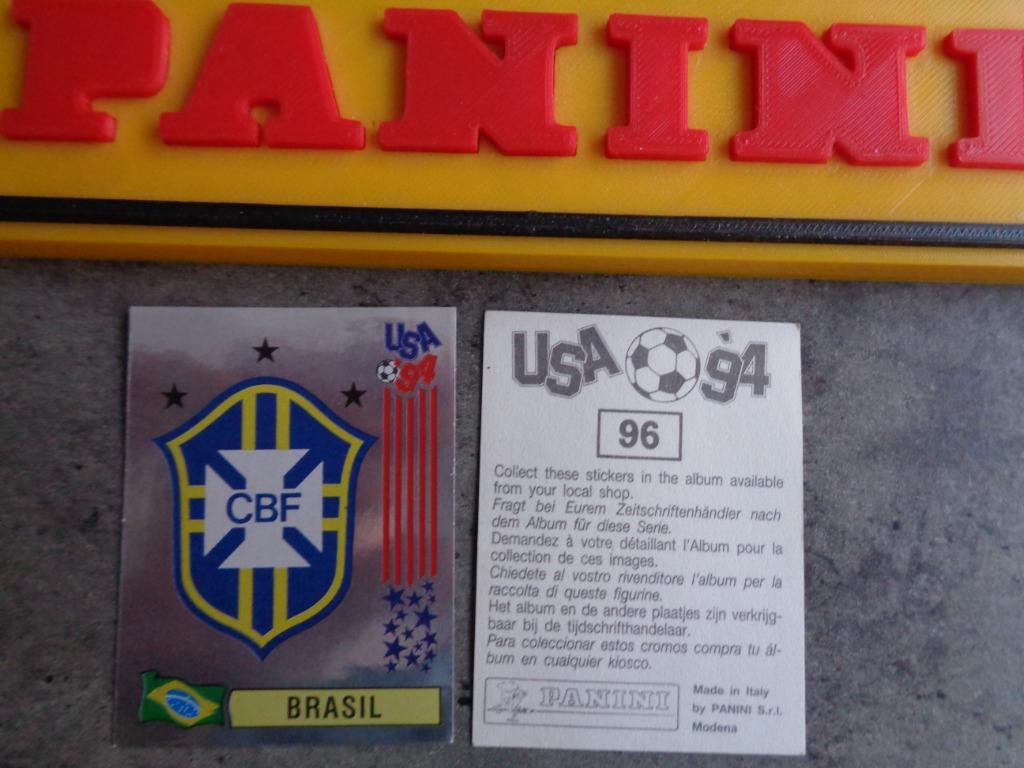 PANINI
USA
'94
CBF
BRASIL
USA '94
96
Collect these stickers in the album available
from your local shop.
Fragt bei Eurem Zeitschriftenhändler nach
dem Album für diese Serie.
Demandez à votre détaillant l'Album pour la
collection de ces images.
Chiedete al vostro rivenditore l'album per la
raccolta di queste figurine.
Het album en de andere plaatjes zijn verkrijg-
baar bij de tijdschrifthandelaar.
Para coleccionar estos cromos compra tu ál-
bum en cualquier kiosco.
PANINI
Made in Italy
by PANINI S.r.l.
Modena